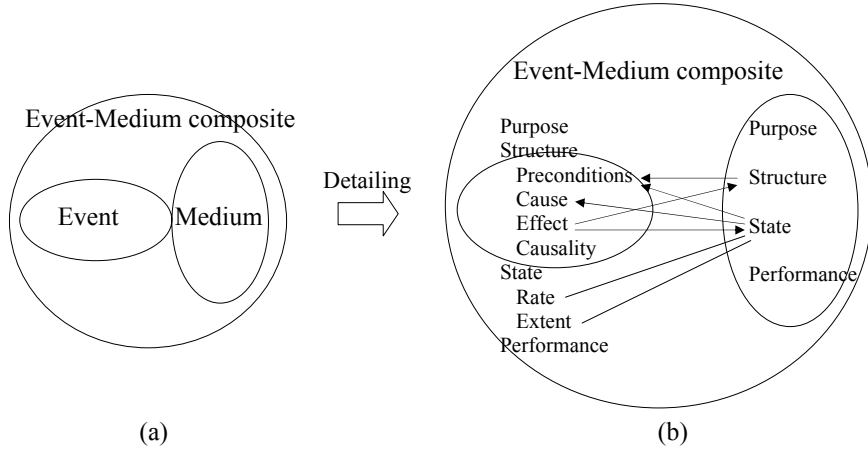 Event-Medium composite
Event
Medium
(a)
Detailing
Event-Medium composite
Purpose
Structure
Preconditions
Cause
Effect
Causality
State
Rate
Extent
Performance
Purpose
Structure
State
Performance
(b)